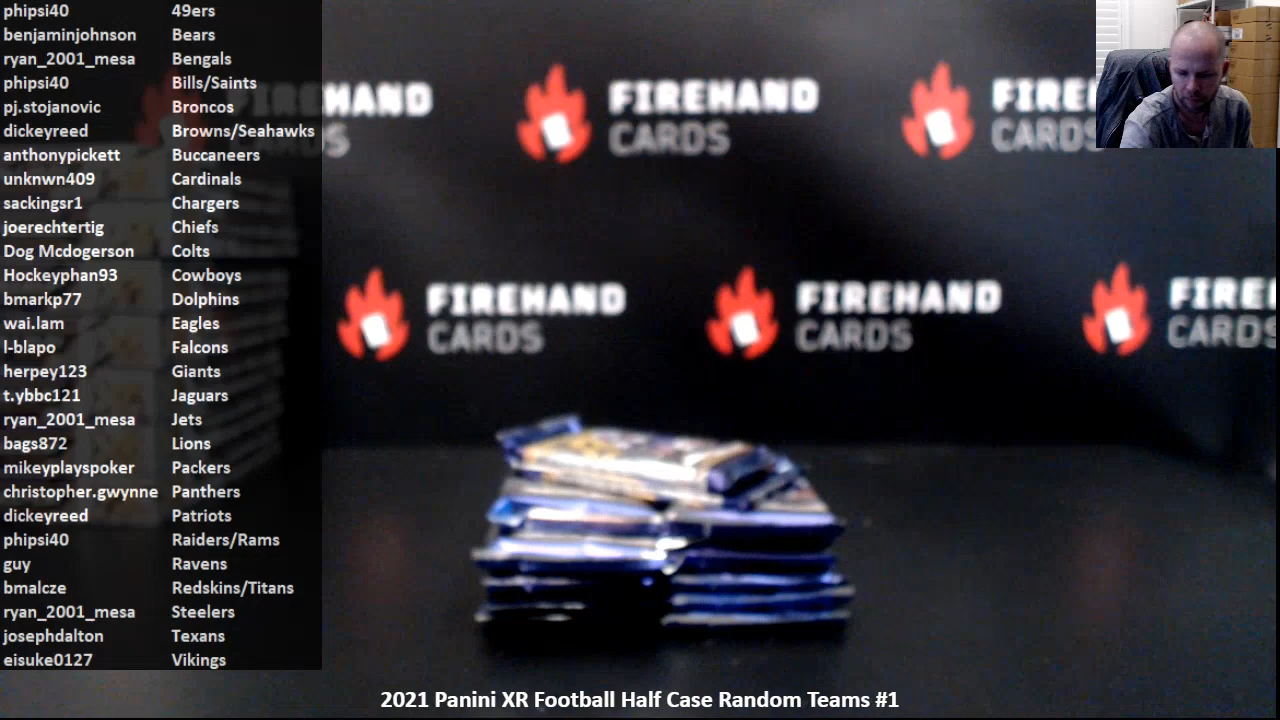 phipsi40 49ers
benjaminjohnson Bears
ryan_2001_mesa Bengals
phipsi40 Bills/Saints
pj.stojanovic Broncos
dickeyreed Browns/Seahawks
anthonypickett Buccaneers
unknwn409 Cardinals
sackingsr1 Chargers
joerechtertig Chiefs
Dog Mcdogerson Colts
Hockeyphan93 Cowboys
bmarkp77 Dolphins
wai.lam Eagles
l-blapo Falcons
herpey123 Giants
t.ybbc121 Jaguars
ryan_2001_mesa Jets
bags872 Lions
mikeyplayspoker Packers
christopher.gwynne Panthers
dickeyreed Patriots
phipsi40 Raiders/Rams
guy Ravens
bmalcze Redskins/Titans
ryan_2001_mesa Steelers
josephdalton Texans
eisuke0127 Vikings
FIREHAND
CARDS
FIREHAND
CARDS
FIRE
CARDS
FIREHAND
CARDS
FIREHAND
CARDS
FIRE
CARDS
2021 Panini XR Football Half Case Random Teams #1